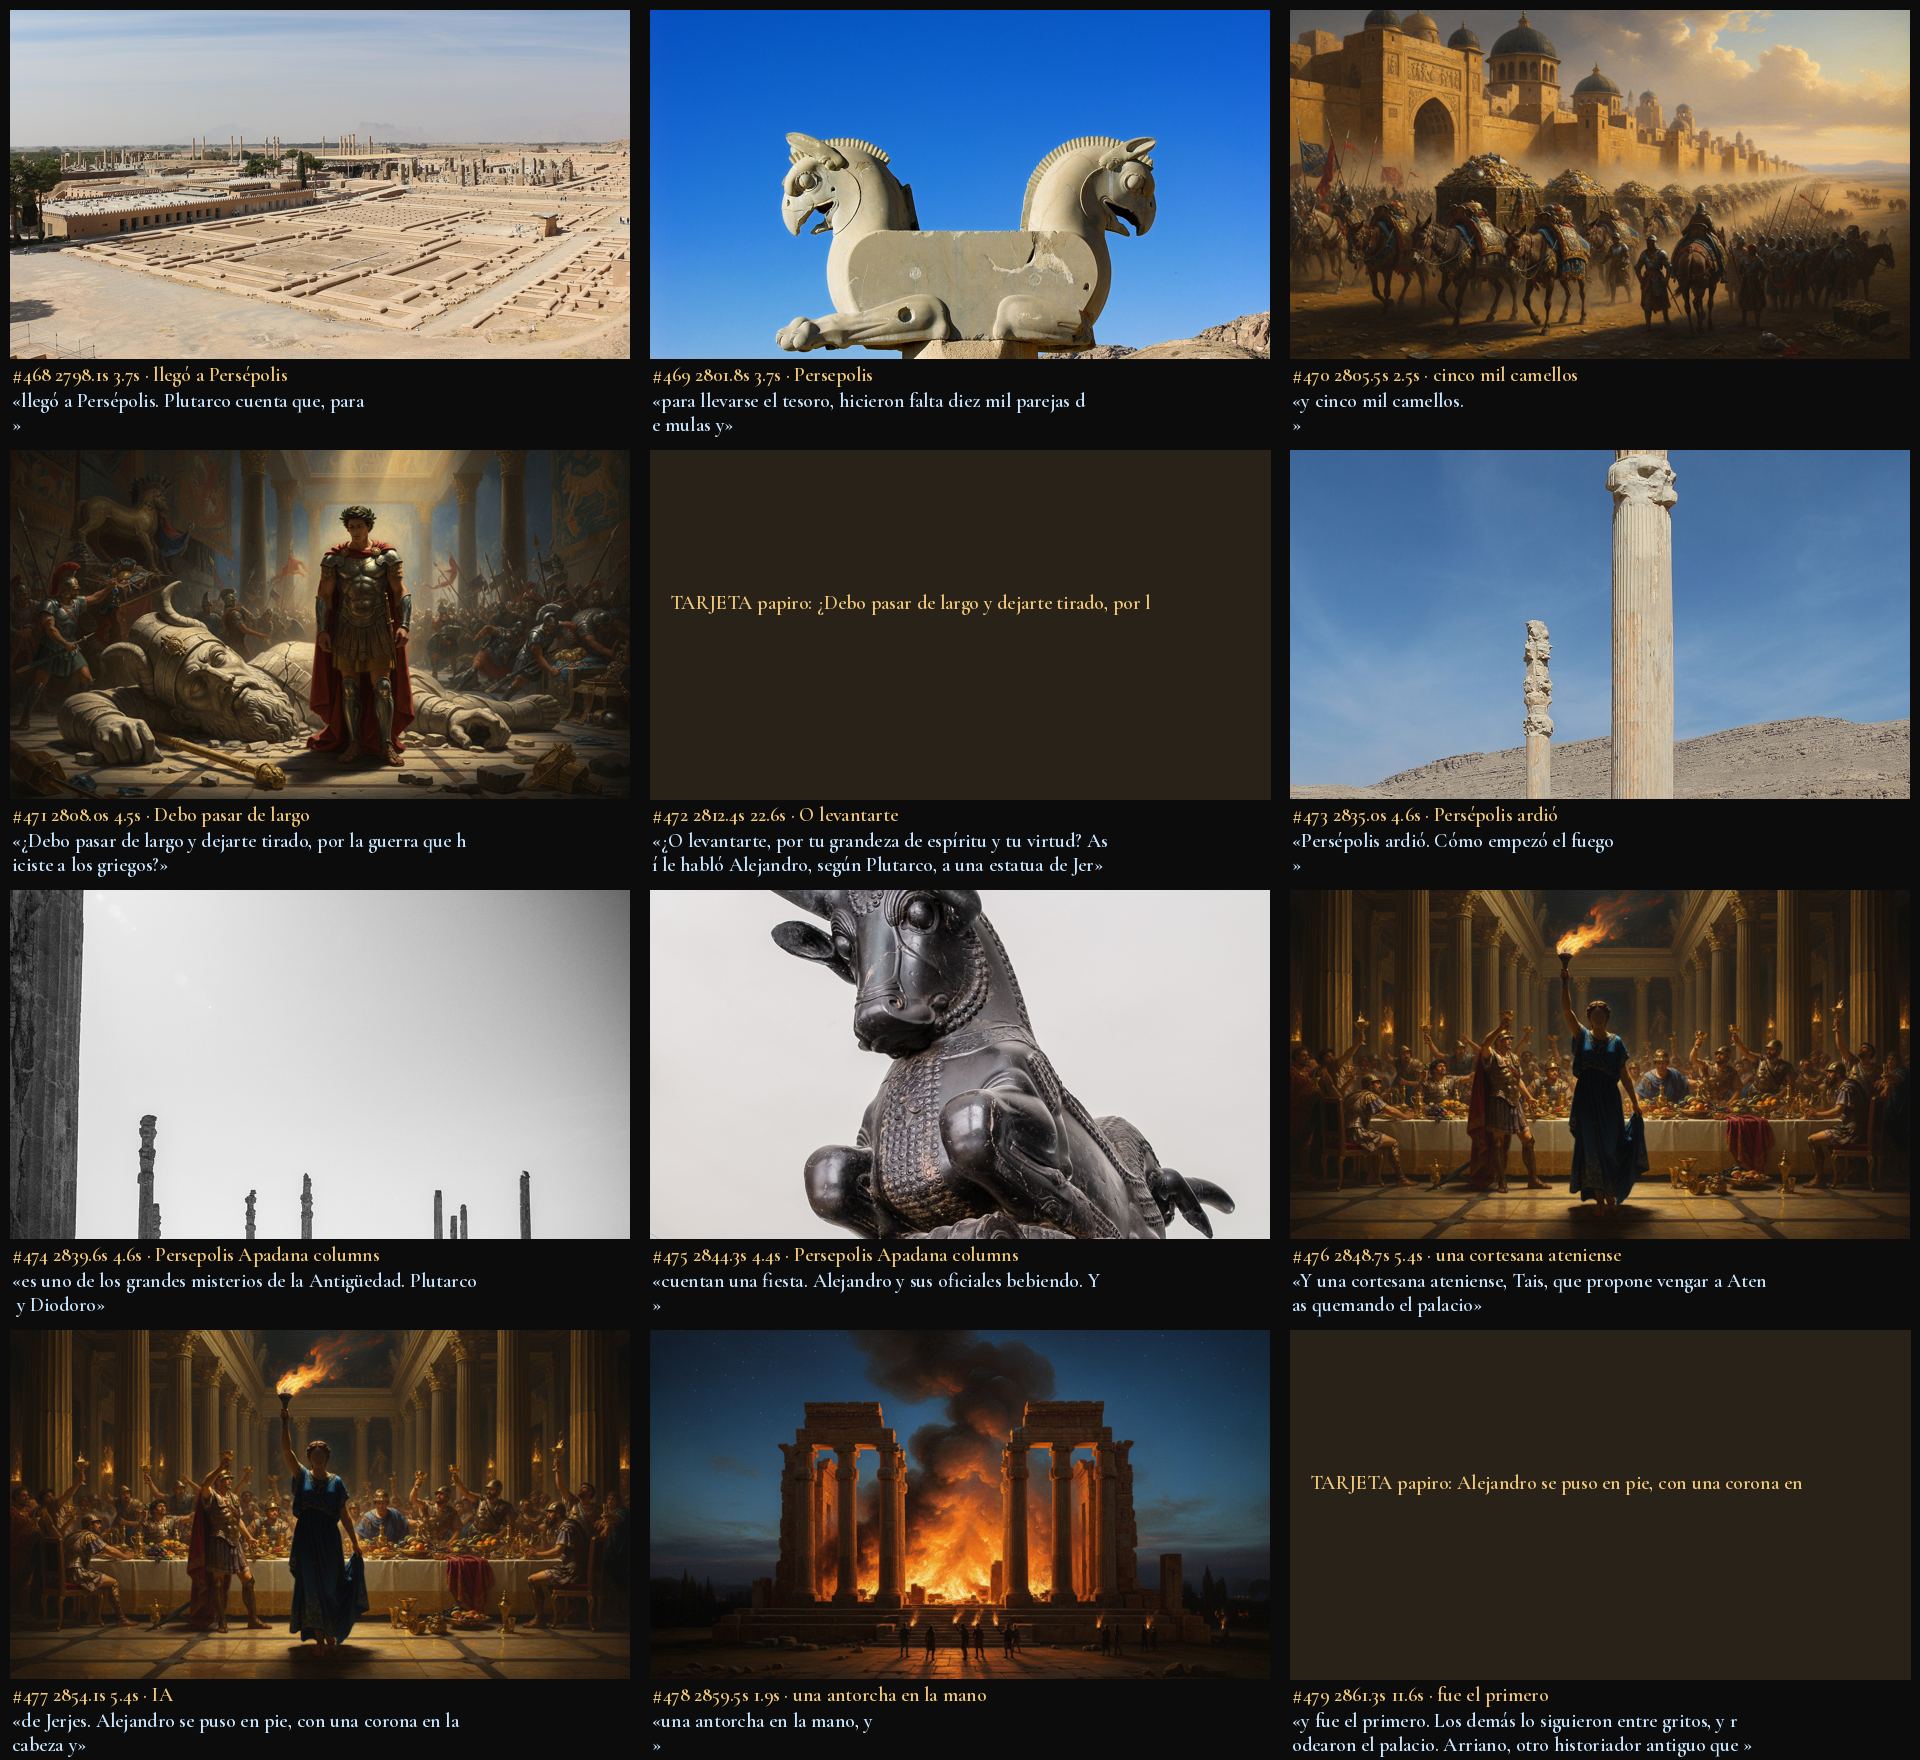 #468 2798.1s 3.7s · llegó a Persépolis
«llegó a Persépolis. Plutarco cuenta que, para
»
#469 2801.8s 3.7s · Persepolis
«para llevarse el tesoro, hicieron falta diez mil parejas d
e mulas y»
#470 2805.5s 2.5s · cinco mil camellos
«y cinco mil camellos.
»
#471 2808.0s 4.5s · Debo pasar de largo
«¿Debo pasar de largo y dejarte tirado, por la guerra que h
iciste a los griegos?»
TARJETA papiro: ¿Debo pasar de largo y dejarte tirado, por l
#472 2812.4s 22.6s · O levantarte
«¿O levantarte, por tu grandeza de espíritu y tu virtud? As
í le habló Alejandro, según Plutarco, a una estatua de Jer»
#473 2835.0s 4.6s · Persépolis ardió
«Persépolis ardió. Cómo empezó el fuego
»
#474 2839.6s 4.6s · Persepolis Apadana columns
«es uno de los grandes misterios de la Antigüedad. Plutarco
y Diodoro»
#475 2844.3s 4.4s · Persepolis Apadana columns
«cuentan una fiesta. Alejandro y sus oficiales bebiendo. Y
»
#476 2848.7s 5.4s · una cortesana ateniense
«Y una cortesana ateniense, Tais, que propone vengar a Aten
as quemando el palacio»
#477 2854.1s 5.4s · IA
«de Jerjes. Alejandro se puso en pie, con una corona en la
cabeza y»
#478 2859.5s 1.9s · una antorcha en la mano
«una antorcha en la mano, y
»
TARJETA papiro: Alejandro se puso en pie, con una corona en
#479 2861.3s 11.6s · fue el primero
«y fue el primero. Los demás lo siguieron entre gritos, y r
odearon el palacio. Arriano, otro historiador antiguo que »